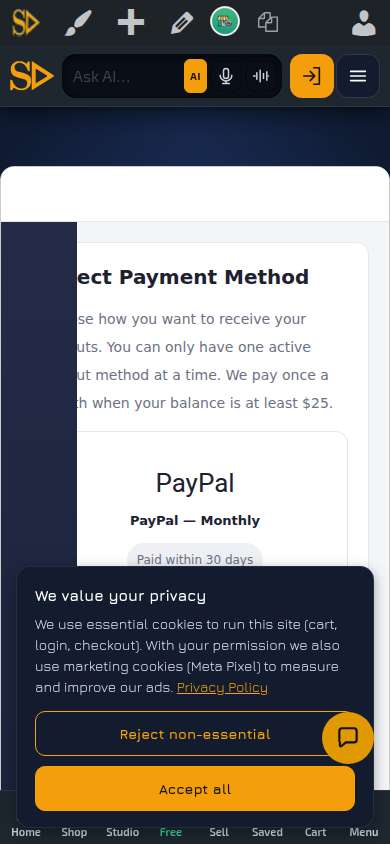 SD
SD
Ask AI...
AI
ect Payment Method
se how you want to receive your
uts. You can only have one active
ut method at a time. We pay once a
th when your balance is at least $25.
PayPal
PayPal — Monthly
Paid within 30 days
We value your privacy
We use essential cookies to run this site (cart,
login, checkout). With your permission we also
use marketing cookies (Meta Pixel) to measure
and improve our ads. Privacy Policy
Reject non-essential
Accept all
Home Shop Studio Free Sell Saved Cart Menu